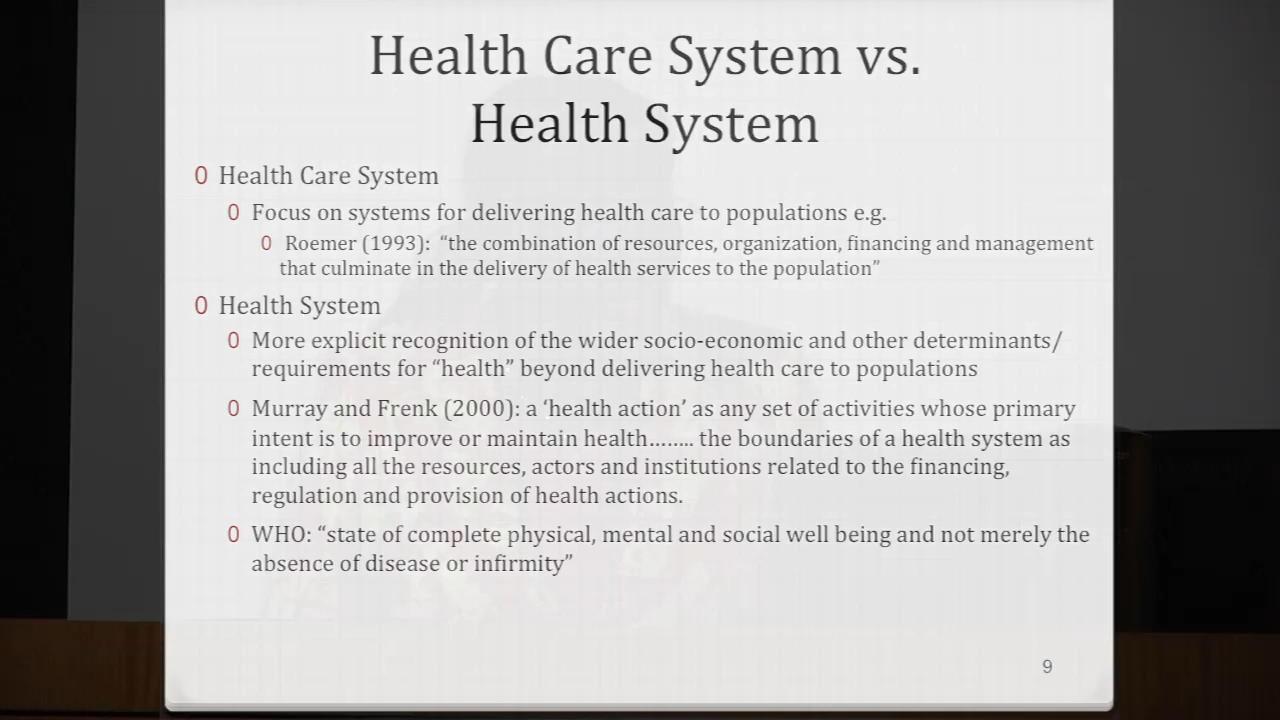 Health Care System vs.
Health System
0 Health Care System
0 Focus on systems for delivering health care to populations e.g.
0 Roemer (1993): “the combination of resources, organization, financing and management
that culminate in the delivery of health services to the population”
0 Health System
0 More explicit recognition of the wider socio-economic and other determinants/
requirements for “health” beyond delivering health care to populations
0 Murray and Frenk (2000): a ‘health action’ as any set of activities whose primary
intent is to improve or maintain health…….. the boundaries of a health system as
including all the resources, actors and institutions related to the financing,
regulation and provision of health actions.
0 WHO: “state of complete physical, mental and social well being and not merely the
absence of disease or infirmity”
9